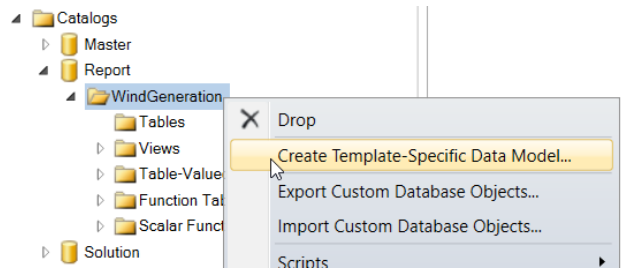 Catalogs
Master
Report
WindGeneration
Tables
Views
Table-Value
Function Tab
Scalar Funct
Solution
Drop
Create Template-Specific Data Model...
Export Custom Database Objects...
Import Custom Database Objects...
Scripts